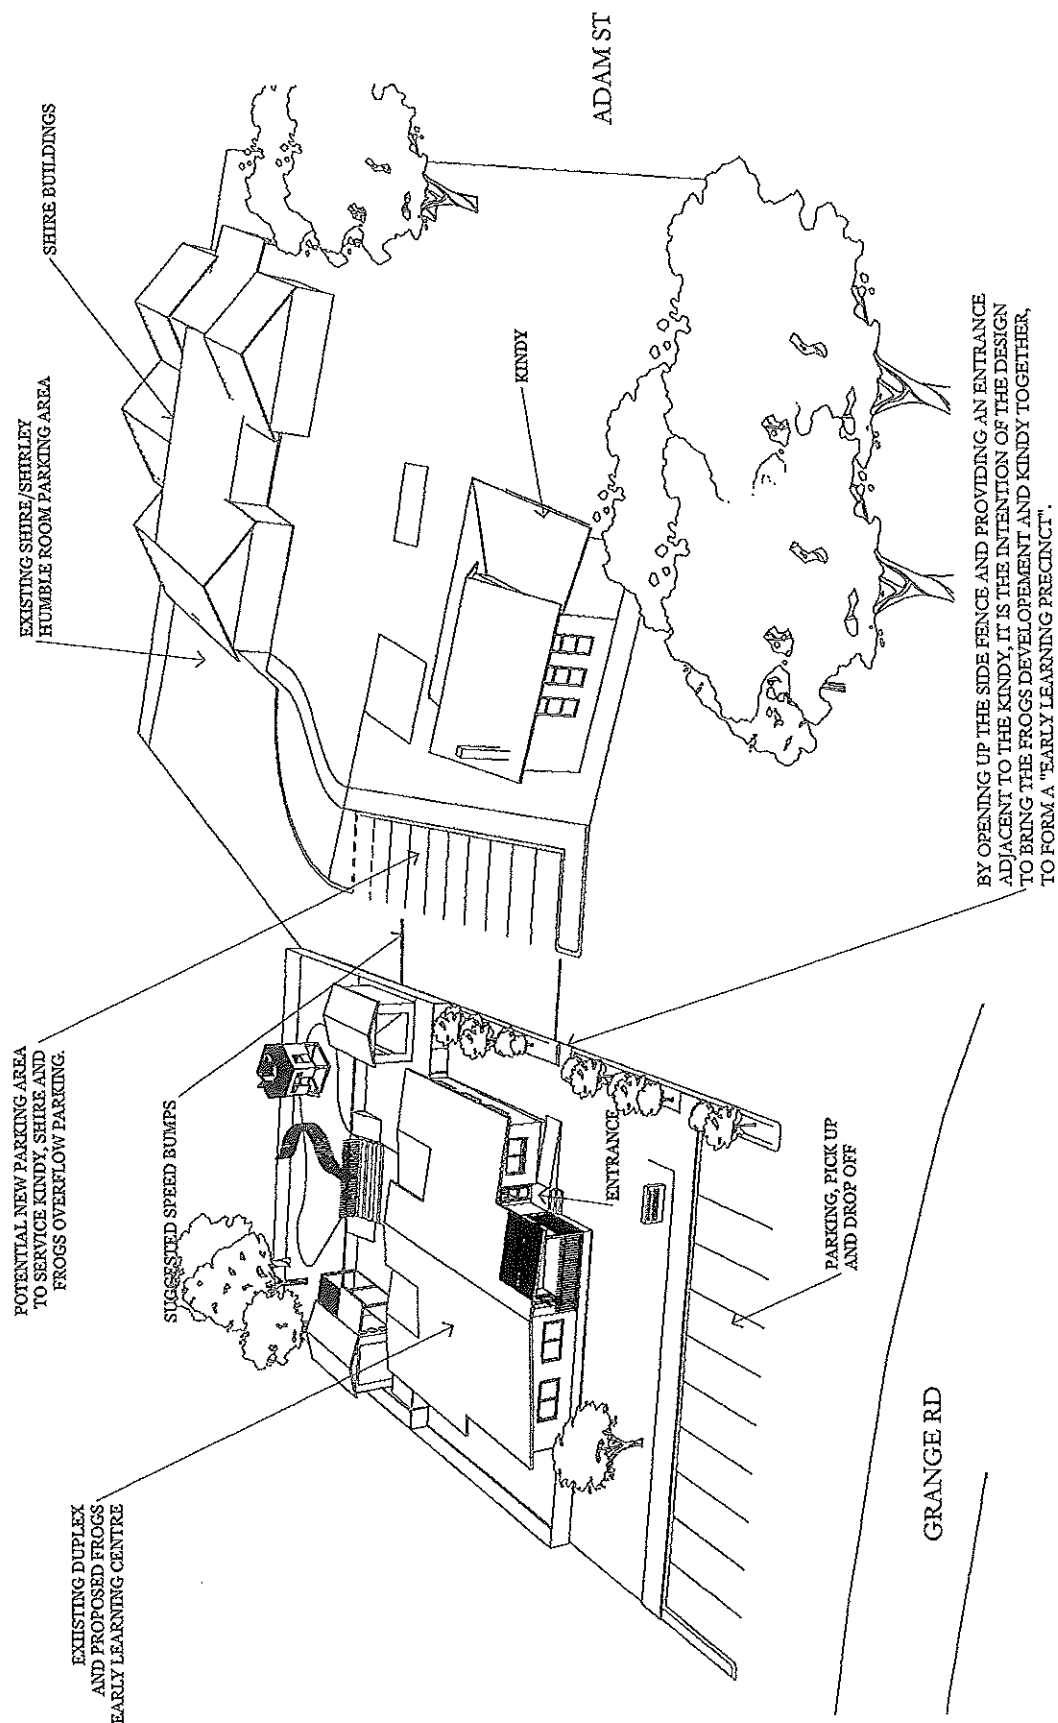 EXIISTING DUPLEX
AND PROPOSED FROGS
EARLY LEARNING CENTRE
POTENTIAL NEW PARKING AREA
TO SERVICE KINDY, SHIRE AND
FROGS OVERFLOW PARKING.
SUGGESTED SPEED BUMPS
EXISTING SHIRE/SHIRLEY
HUMBLE ROOM PARKING AREA
SHIRE BUILDINGS
KINDY
ADAM ST
ENTRANCE
PARKING, PICK UP
AND DROP OFF
GRANGE RD
BY OPENING UP THE SIDE FENCE AND PROVIDING AN ENTRANCE
ADJACENT TO THE KINDY, IT IS THE INTENTION OF THE DESIGN
TO BRING THE FROGS DEVELOPEMENT AND KINDY TOGETHER,
TO FORM A "EARLY LEARNING PRECINCT".